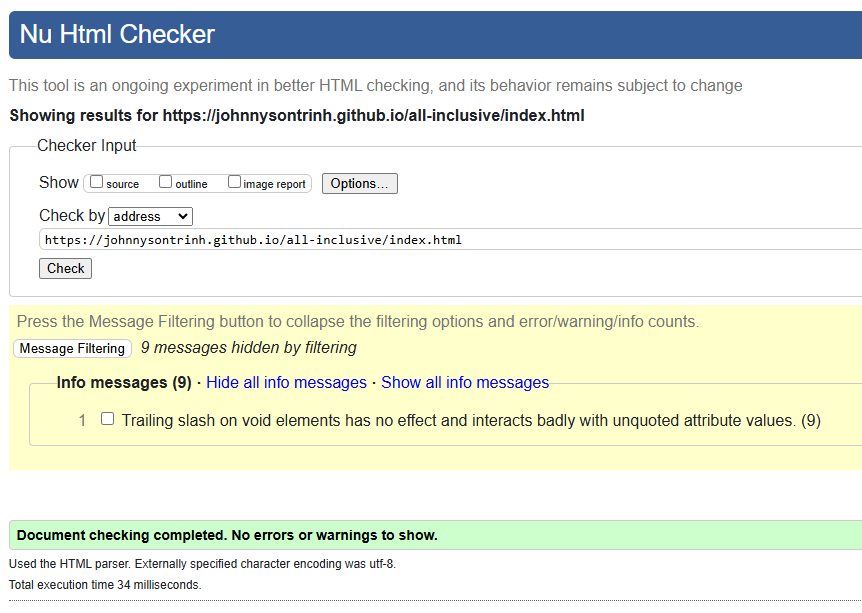 Nu Html Checker
This tool is an ongoing experiment in better HTML checking, and its behavior remains subject to change
Showing results for https://johnnysontrinh.github.io/all-inclusive/index.html
Checker Input
Show source outline image report Options...
Check by address
https://johnnysontrinh.github.io/all-inclusive/index.html
Check
Press the Message Filtering button to collapse the filtering options and error/warning/info counts.
Message Filtering 9 messages hidden by filtering
Info messages (9) · Hide all info messages · Show all info messages
1 Trailing slash on void elements has no effect and interacts badly with unquoted attribute values. (9)
Document checking completed. No errors or warnings to show.
Used the HTML parser. Externally specified character encoding was utf-8.
Total execution time 34 milliseconds.